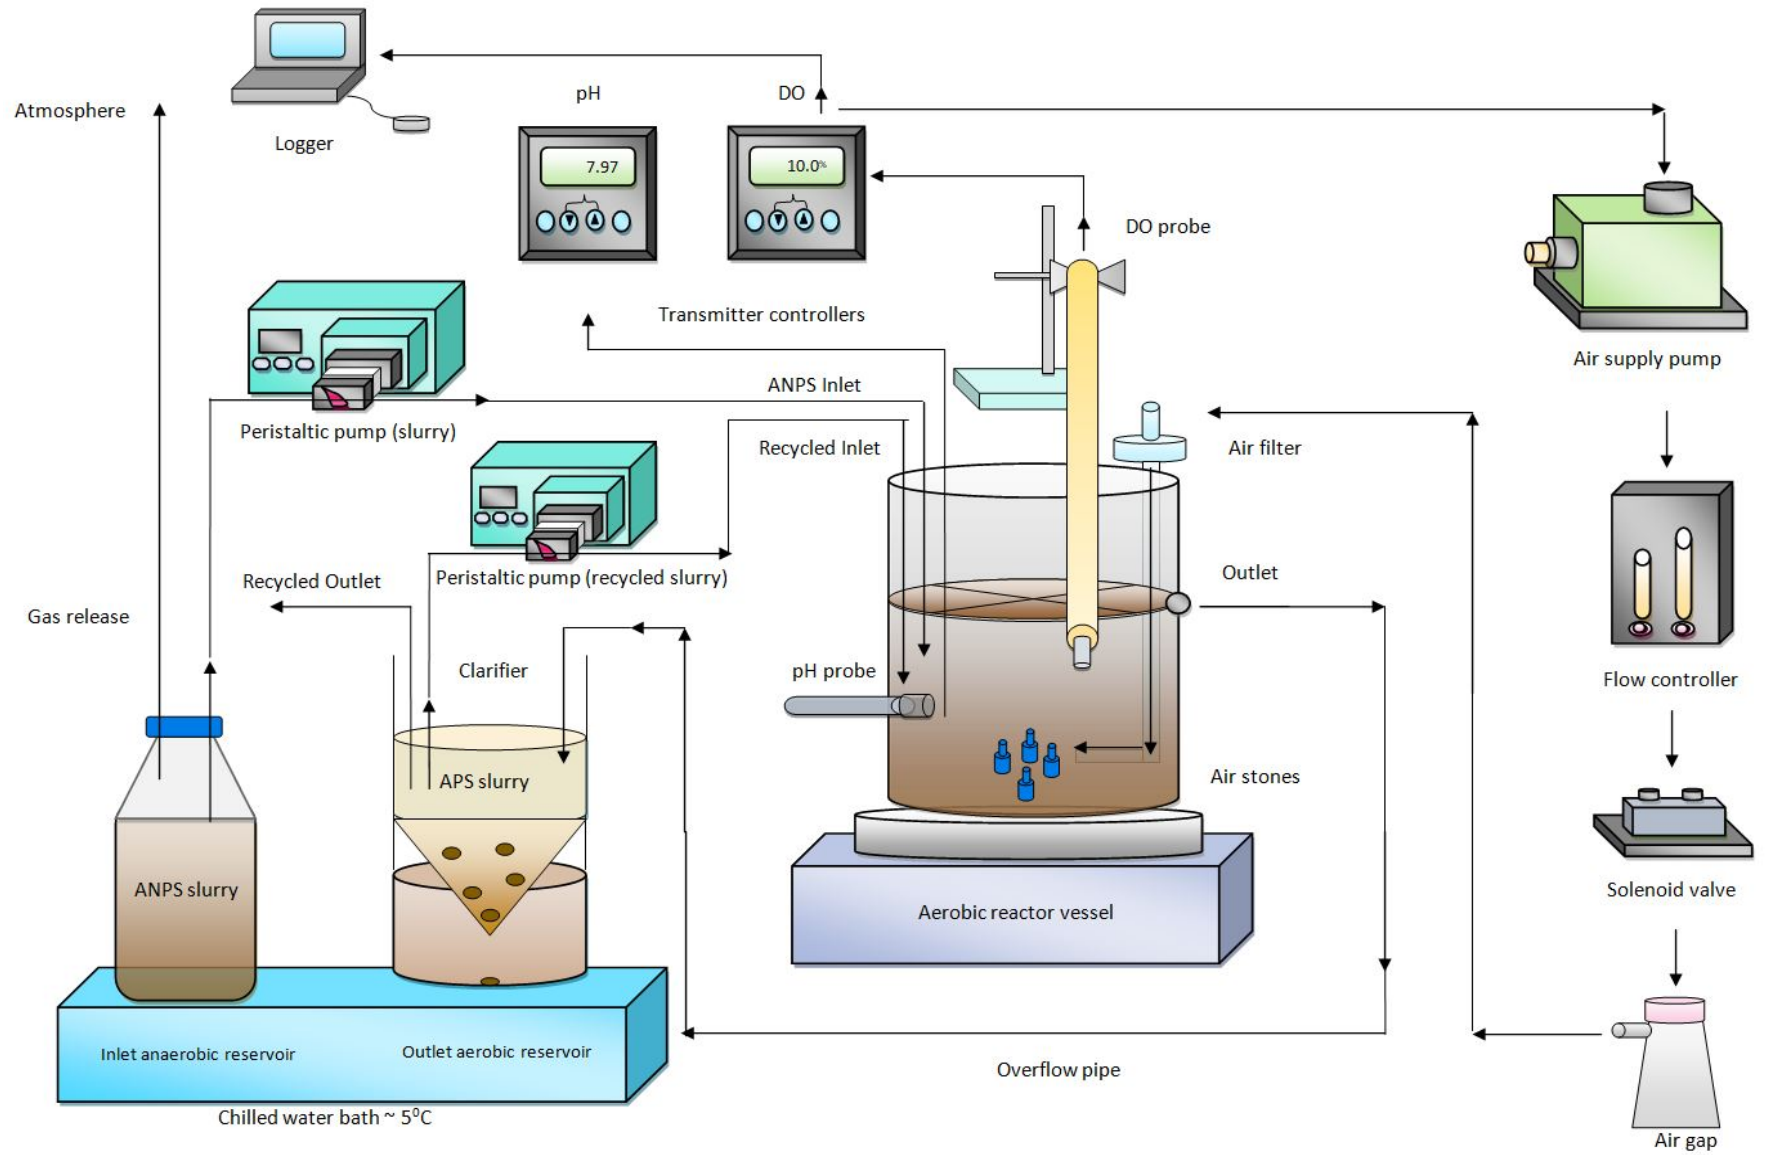 Atmosphere
Logger
pH
DO
7.97
10.0%
DO probe
Transmitter controllers
Air supply pump
ANPS Inlet
Peristaltic pump (slurry)
Recycled Inlet
Air filter
Recycled Outlet
Peristaltic pump (recycled slurry)
Outlet
Gas release
Clarifier
pH probe
Flow controller
APS slurry
Air stones
ANPS slurry
Solenoid valve
Aerobic reactor vessel
Inlet anaerobic reservoir
Outlet aerobic reservoir
Overflow pipe
Chilled water bath ~ 5⁰C
Air gap